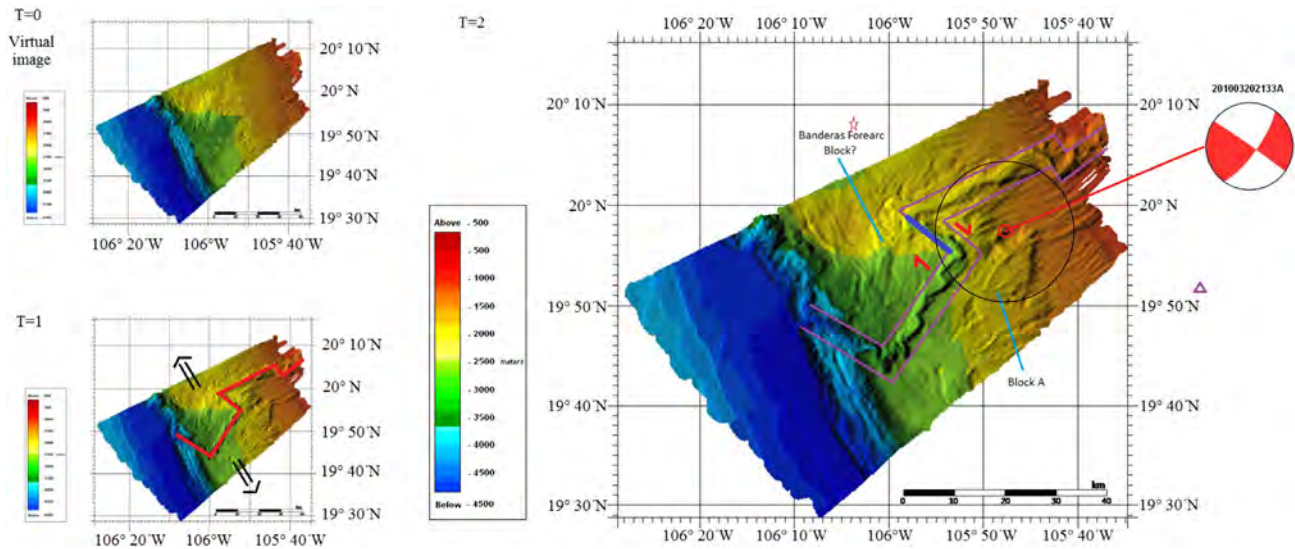 T=0
Virtual
image
20° 10´N
20° N
19° 50´N
19° 40´N
19° 30´N
106° 20´W
106° W
105° 40´W
T=1
20° 10´N
20° N
19° 50´N
19° 40´N
19° 30´N
106° 20´W
106° W
105° 40´W
T=2
106° 20´W
106° 10´W
106° W
105° 50´W
105° 40´W
20° 10´N
20° N
19° 50´N
19° 40´N
19° 30´N
106° 20´W
106° 10´W
106° W
105° 50´W
105° 40´W
Above . 500
. 500
. 1000
. 1500
. 2000
. 2500 meters
. 3000
. 3500
. 4000
. 4500
Below . 4500
Banderas Forearc
Block?
Block A
km
0 10 20 30 40
201003202133A